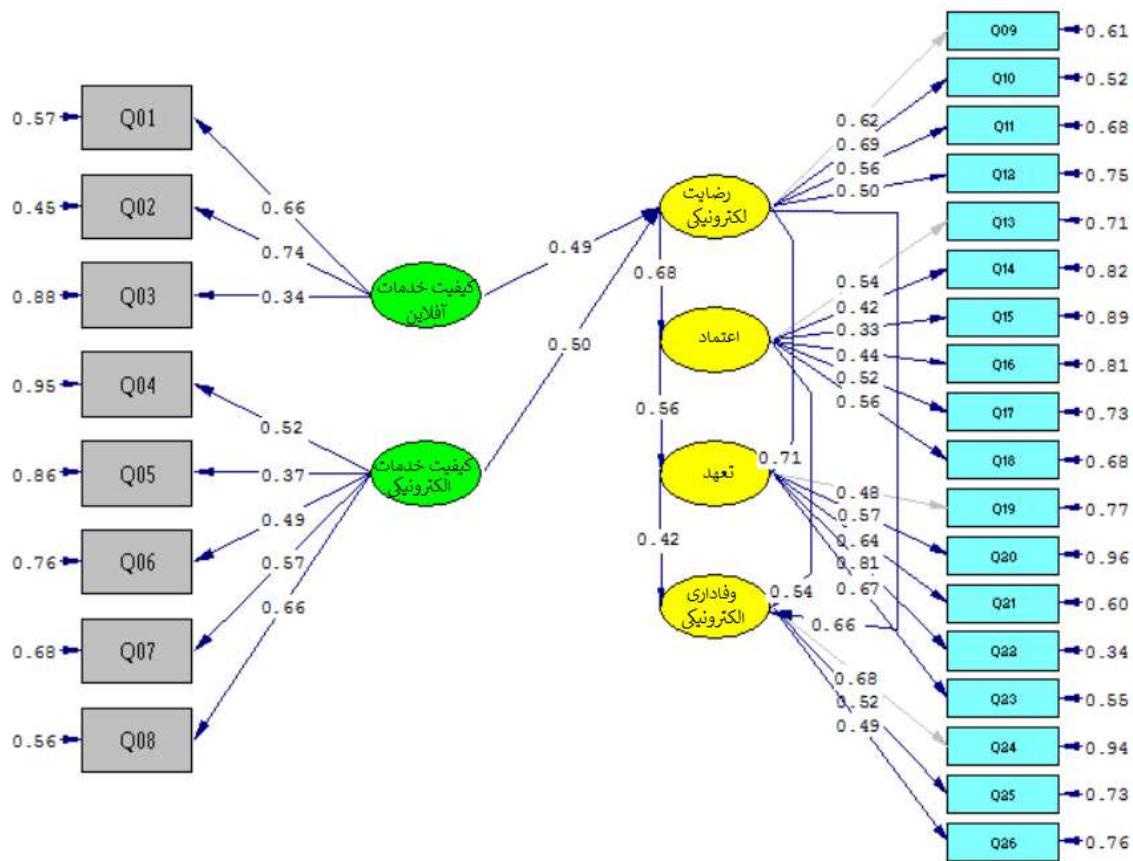 Q01
0.57
Q02
0.45
Q03
0.88
Q04
0.95
Q05
0.86
Q06
0.76
Q07
0.68
Q08
0.56
0.66
0.74
0.34
0.52
0.37
0.49
0.57
0.66
کیفیت خدمات
آفلاین
کیفیت خدمات
الکترونیکی
0.49
0.50
رضایت
لکترونیکی
اعتماد
تعهد
وفاداری
الکترونیکی
0.68
0.56
0.42
0.71
0.54
0.66
0.62
0.69
0.56
0.50
0.54
0.42
0.33
0.44
0.52
0.56
0.48
0.57
0.64
0.81
0.67
0.68
0.52
0.49
Q09
0.61
Q10
0.52
Q11
0.68
Q12
0.75
Q13
0.71
Q14
0.82
Q15
0.89
Q16
0.81
Q17
0.73
Q18
0.68
Q19
0.77
Q20
0.96
Q21
0.60
Q22
0.34
Q23
0.55
Q24
0.94
Q25
0.73
Q26
0.76